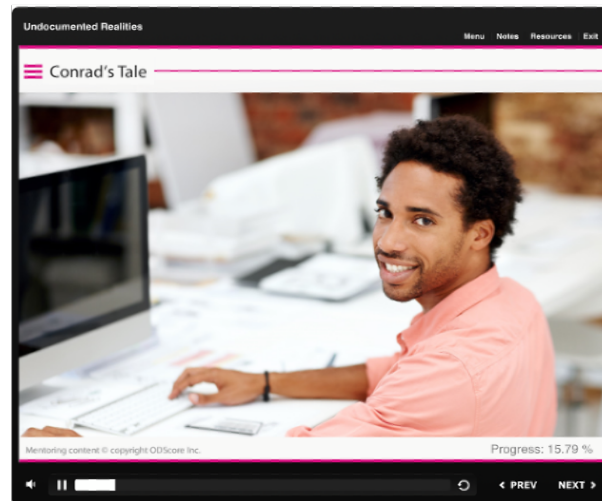 Undocumented Realities
Menu Notes Resources Exit
Conrad's Tale
Mentoring content © copyright ODScore Inc.
Progress: 15.79 %
< PREV NEXT >